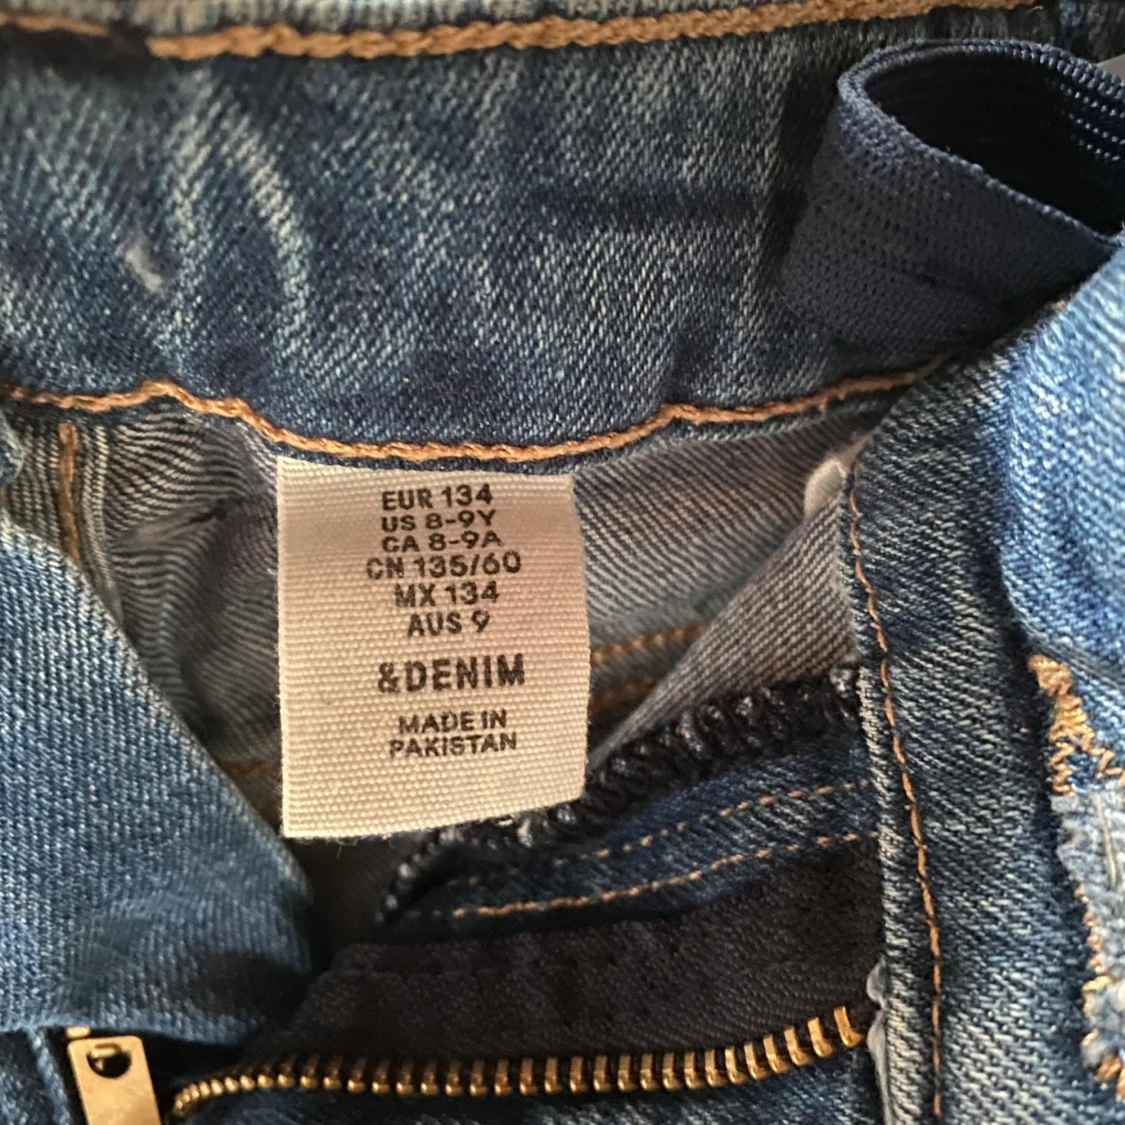 EUR 134
US 8-9Y
CA 8-9A
CN 135/60
MX 134
AUS 9
&DENIM
MADE IN
PAKISTAN